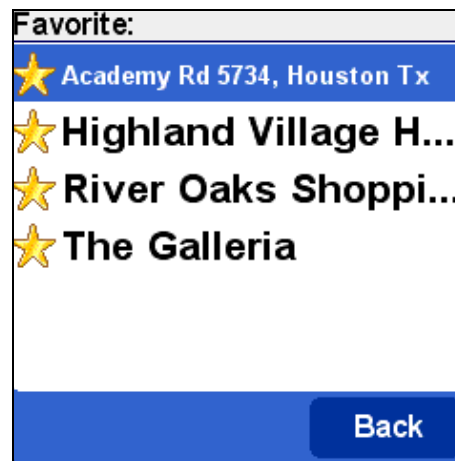 Favorite:
Academy Rd 5734, Houston Tx
Highland Village H...
River Oaks Shoppi...
The Galleria
Back